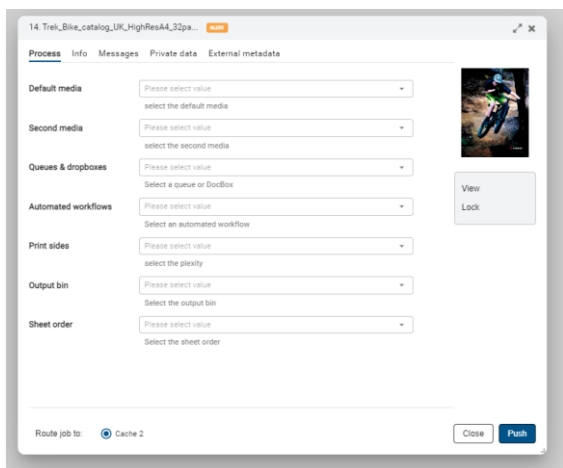 14. Trek_Bike_catalog_UK_HighResA4_32pa... ALERT
Process Info Messages Private data External metadata
Default media Please select value
select the default media
Second media Please select value
select the second media
Queues & dropboxes Please select value
Select a queue or DocBox
Automated workflows Please select value
Select an automated workflow
Print sides Please select value
select the plexity
Output bin Please select value
Select the output bin
Sheet order Please select value
Select the sheet order
View
Lock
Route job to: Cache 2
Close Push